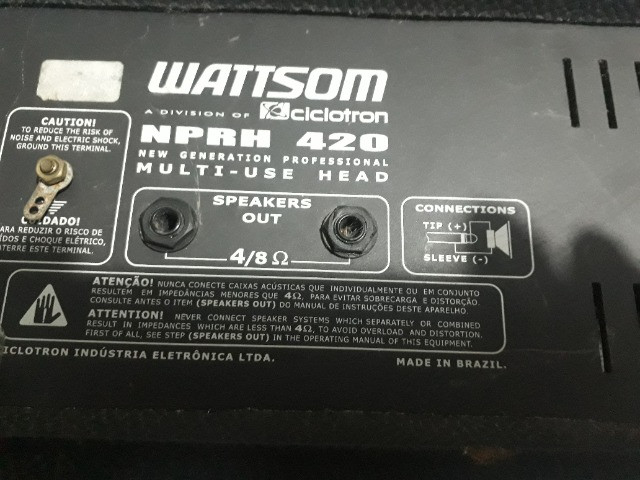 WATTSOM
A DIVISION OF ciclotron
NPRH 420
NEW GENERATION PROFESSIONAL
MULTI-USE HEAD
CAUTION!
TO REDUCE THE RISK OF
NOISE AND ELECTRIC SHOCK,
GROUND THIS TERMINAL.
SPEAKERS
OUT
4/8 Ω
CONNECTIONS
TIP (+)
SLEEVE (-)
PARA REDUZIR O RISCO DE
E CHOQUE ELÉTRICO,
ESTE TERMINAL.
ATENÇÃO! NUNCA CONECTE CAIXAS ACÚSTICAS QUE INDIVIDUALMENTE OU EM CONJUNTO
RESULTEM EM IMPEDÂNCIAS MENORES QUE 4Ω, PARA EVITAR SOBRECARGA E DISTORÇÃO.
CONSULTE ANTES O ITEM (SPEAKERS OUT) DO MANUAL DE INSTRUÇÕES DESTE APARELHO.
ATTENTION! NEVER CONNECT SPEAKER SYSTEMS WHICH SEPARATELY OR COMBINED
RESULT IN IMPEDANCES WHICH ARE LESS THAN 4Ω, TO AVOID OVERLOAD AND DISTORTION.
FIRST OF ALL, SEE STEP (SPEAKERS OUT) IN THE OPERATING MANUAL OF THIS EQUIPMENT.
CICLOTRON INDÚSTRIA ELETRÔNICA LTDA.
MADE IN BRAZIL.